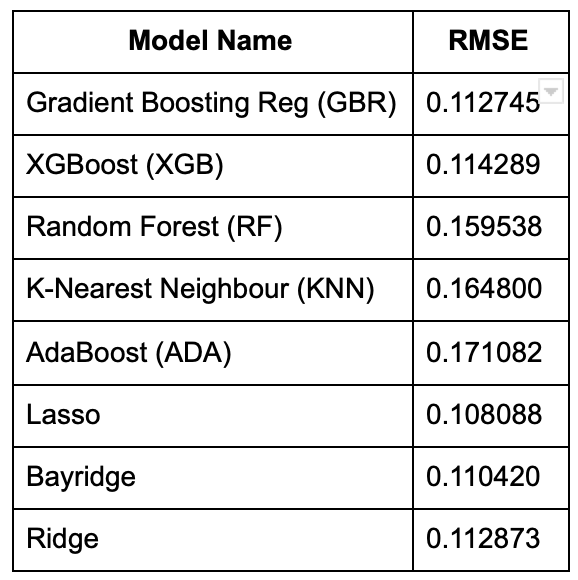 Model Name RMSE
Gradient Boosting Reg (GBR) 0.112745
XGBoost (XGB) 0.114289
Random Forest (RF) 0.159538
K-Nearest Neighbour (KNN) 0.164800
AdaBoost (ADA) 0.171082
Lasso 0.108088
Bayridge 0.110420
Ridge 0.112873